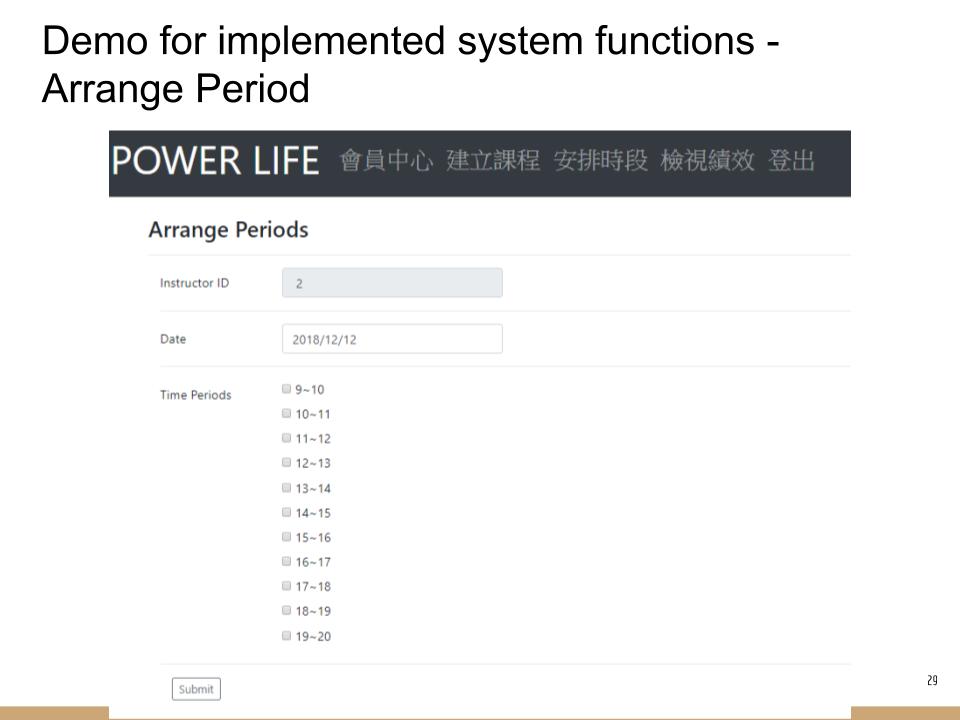 Demo for implemented system functions -
Arrange Period
POWER LIFE 會員中心 建立課程 安排時段 檢視績效 登出
Arrange Periods
Instructor ID 2
Date 2018/12/12
Time Periods 9~10
10~11
11~12
12~13
13~14
14~15
15~16
16~17
17~18
18~19
19~20
Submit
29